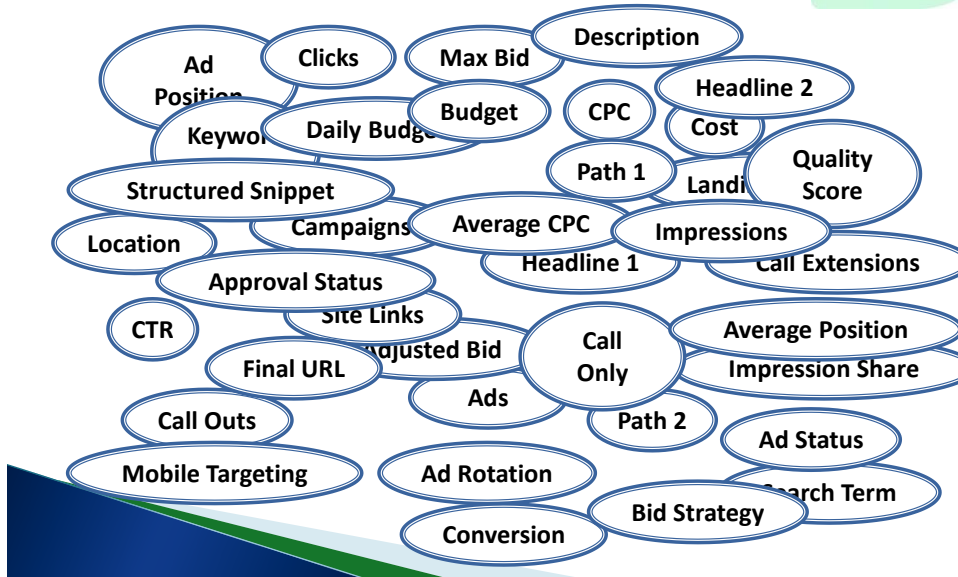 Description
Clicks
Max Bid
Ad
Position
Headline 2
Budget
CPC
Cost
Keywor
Daily Budge
Quality
Score
Path 1
Landi
Structured Snippet
Campaigns
Average CPC
Impressions
Location
Headline 1
Call Extensions
Approval Status
Site Links
CTR
Average Position
Adjusted Bid
Call
Only
Final URL
Impression Share
Ads
Call Outs
Path 2
Ad Status
Mobile Targeting
Ad Rotation
Search Term
Bid Strategy
Conversion